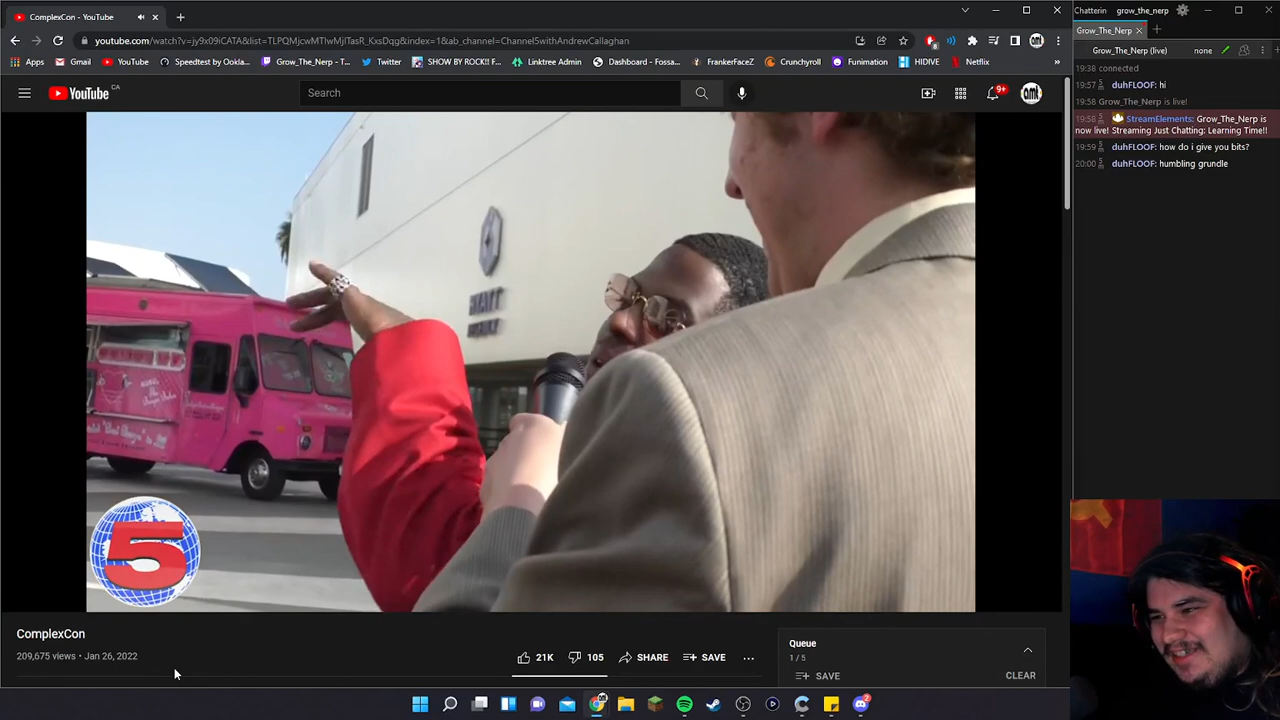 ComplexCon - YouTube
youtube.com/watch?v=jy9x09iCATA&list=TLPQMjcwMTIwMjITasR_KxsDqg&index=1&ab_channel=Channel5withAndrewCallaghan
Apps
Gmail
YouTube
Speedtest by Ookla...
Grow_The_Nerp - T...
Twitter
SHOW BY ROCK!! F...
Linktree Admin
Dashboard - Fossa...
FrankerFaceZ
Crunchyroll
Funimation
HIDIVE
Netflix
YouTube CA
Search
9+
HYATT
5
ComplexCon
209,675 views • Jan 26, 2022
21K
105
SHARE
SAVE
Queue
1 / 5
SAVE
CLEAR
Chatterin
grow_the_nerp
Grow_The_Nerp
Grow_The_Nerp (live)
none
19:38 connected
19:57 duhFLOOF: hi
19:58 Grow_The_Nerp is live!
19:58 StreamElements: Grow_The_Nerp is
now live! Streaming Just Chatting: Learning Time!!
19:59 duhFLOOF: how do i give you bits?
20:00 duhFLOOF: humbling grundle